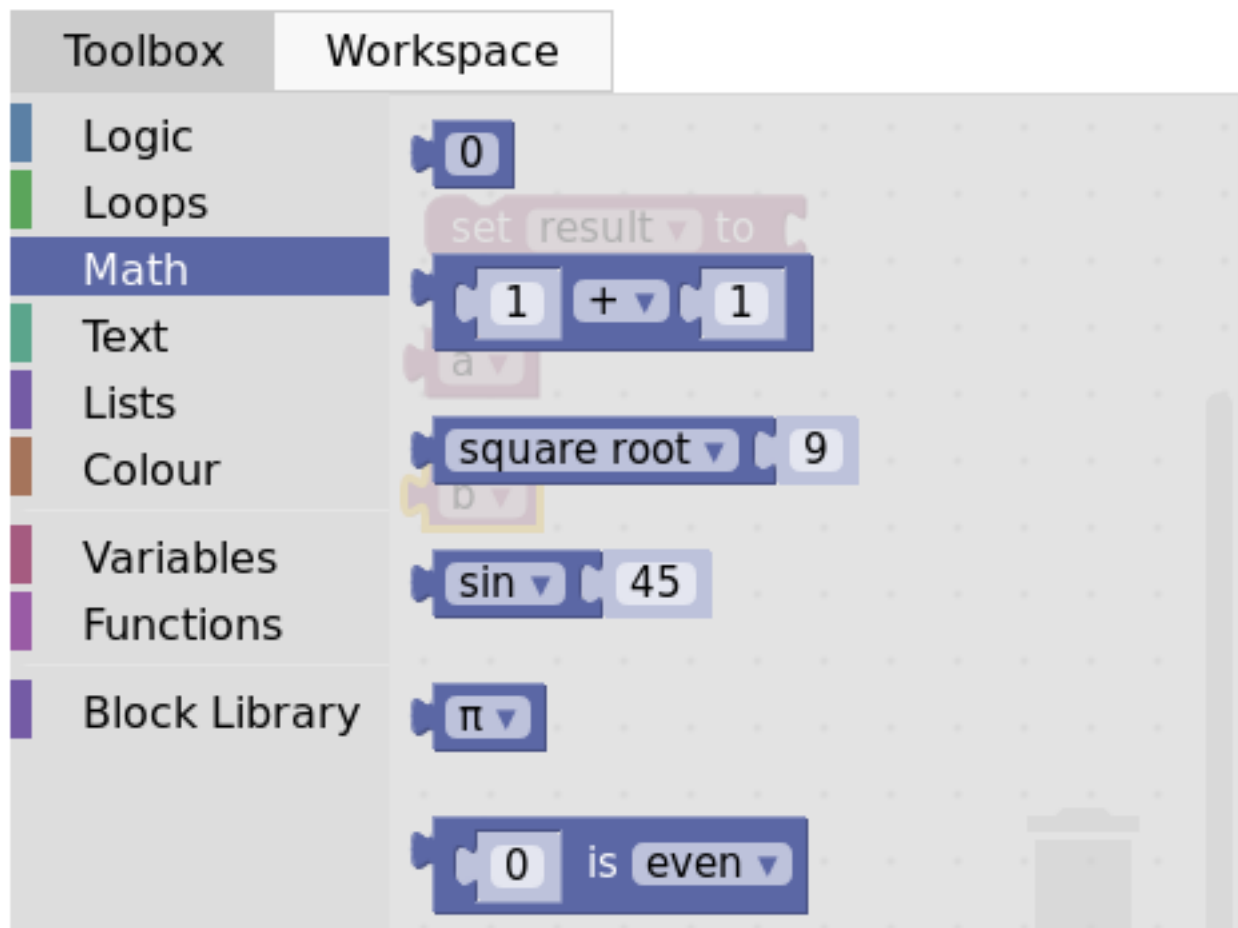 Toolbox Workspace
Logic
Loops
Math
Text
Lists
Colour
Variables
Functions
Block Library
0
set result ▾ to
1 + ▾ 1
a ▾
square root ▾ 9
b ▾
sin ▾ 45
π ▾
0 is even ▾